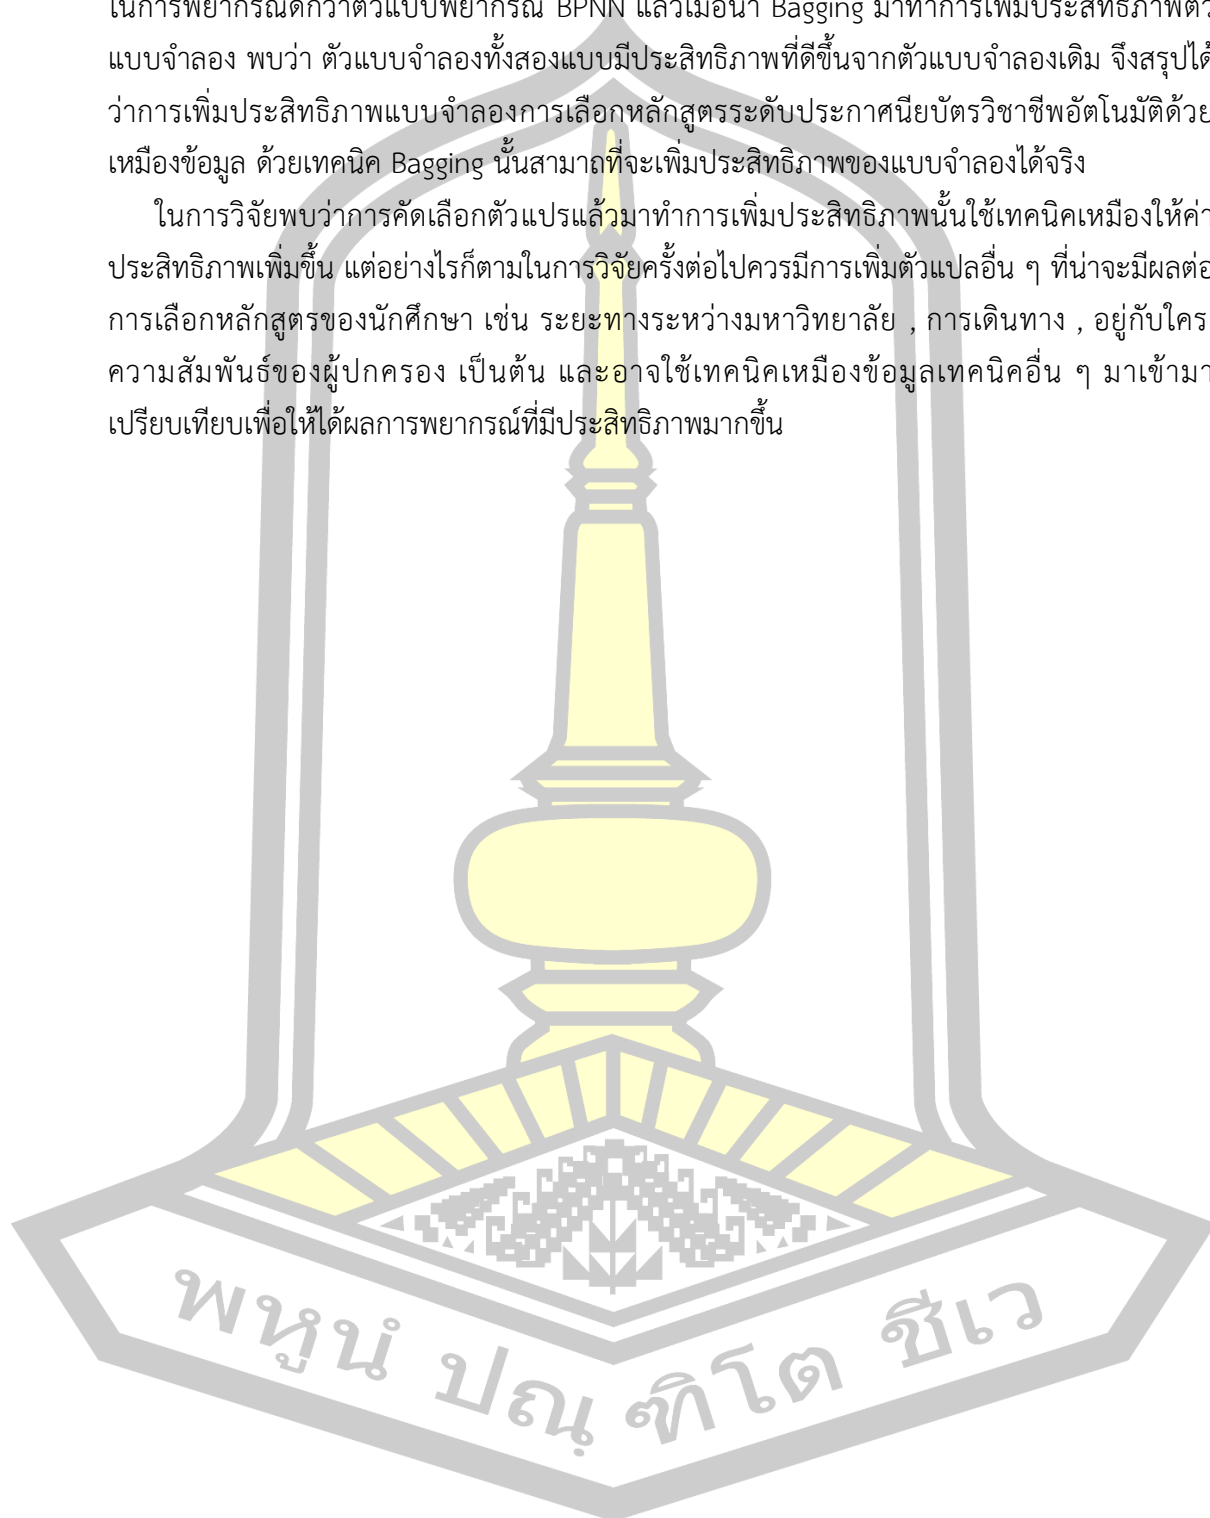 ในการพยากรณ์ดีกว่าตัวแบบพยากรณ์ BPNN แล้วเมื่อนำ Bagging มาทำการเพิ่มประสิทธิภาพตัว
แบบจำลอง พบว่า ตัวแบบจำลองทั้งสองแบบมีประสิทธิภาพที่ดีขึ้นจากตัวแบบจำลองเดิม จึงสรุปได้
ว่าการเพิ่มประสิทธิภาพแบบจำลองการเลือกหลักสูตรระดับประกาศนียบัตรวิชาชีพอัตโนมัติด้วย
เหมืองข้อมูล ด้วยเทคนิค Bagging นั้นสามาถที่จะเพิ่มประสิทธิภาพของแบบจำลองได้จริง
ในการวิจัยพบว่าการคัดเลือกตัวแปรแล้วมาทำการเพิ่มประสิทธิภาพนั้นใช้เทคนิคเหมืองให้ค่า
ประสิทธิภาพเพิ่มขึ้น แต่อย่างไรก็ตามในการวิจัยครั้งต่อไปควรมีการเพิ่มตัวแปลอื่น ๆ ที่น่าจะมีผลต่อ
การเลือกหลักสูตรของนักศึกษา เช่น ระยะทางระหว่างมหาวิทยาลัย , การเดินทาง , อยู่กับใคร
ความสัมพันธ์ของผู้ปกครอง เป็นต้น และอาจใช้เทคนิคเหมืองข้อมูลเทคนิคอื่น ๆ มาเข้ามา
เปรียบเทียบเพื่อให้ได้ผลการพยากรณ์ที่มีประสิทธิภาพมากขึ้น
พหูนํ ปณฺฑิโต ชีเว